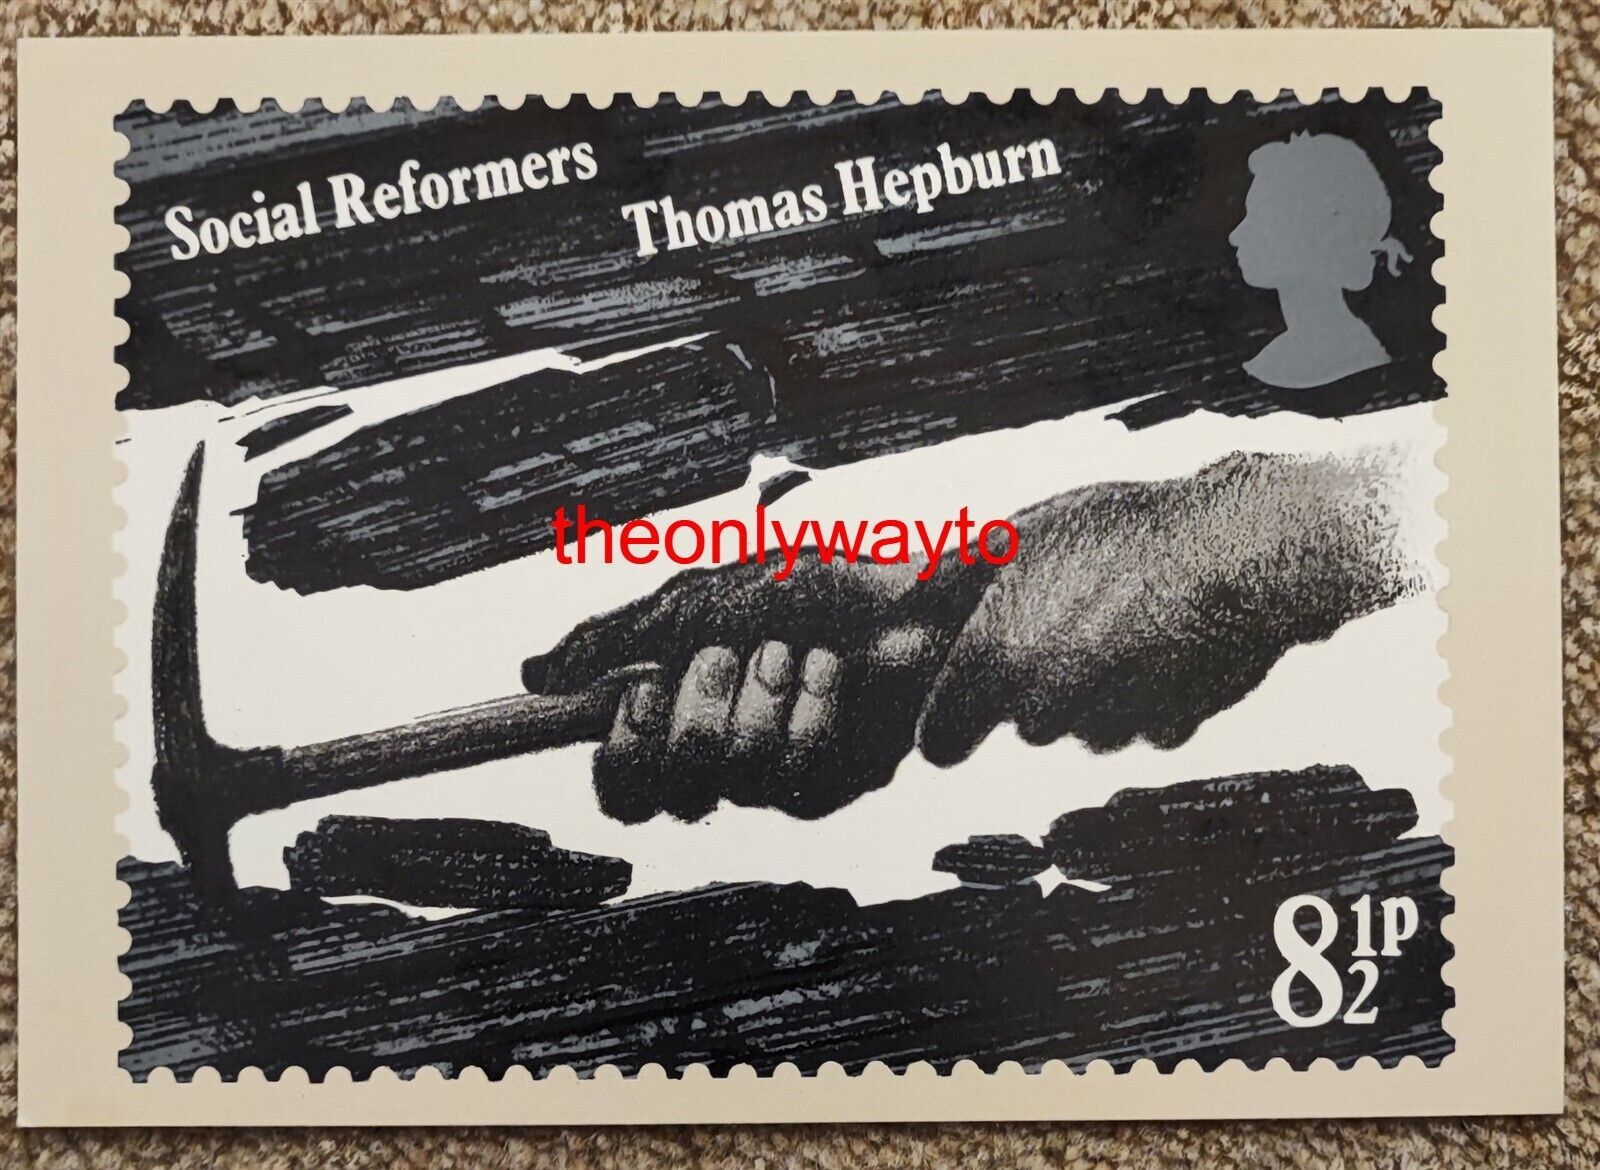 Social Reformers
Thomas Hepburn
theonlywayto
8½p